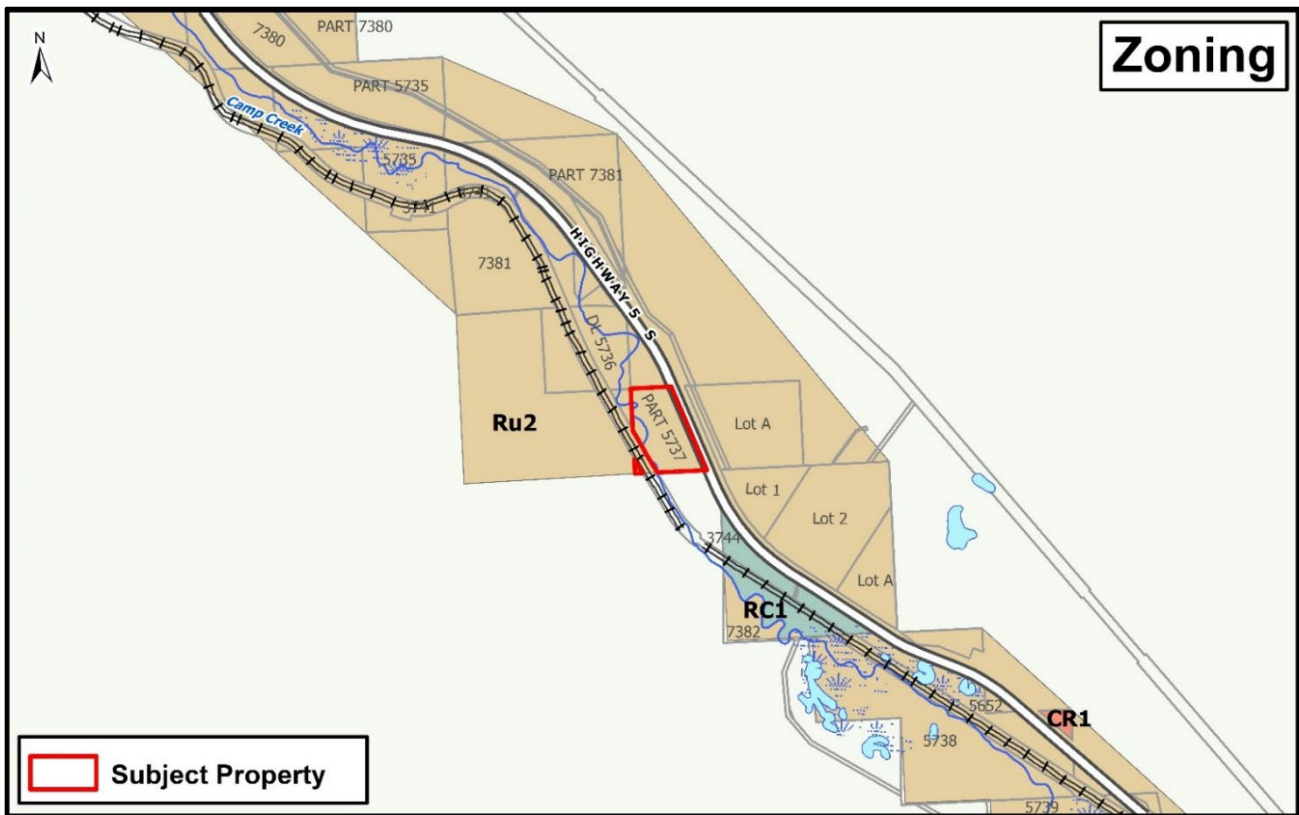 N
Zoning
7380
PART 7380
PART 5735
Camp Creek
5735
PART 7381
HIGHWAY 5 S
7381
DL 5736
Ru2
PART 5737
Lot A
Lot 1
Lot 2
3744
Lot A
RC1
7382
5652
CR1
5738
5739
Subject Property